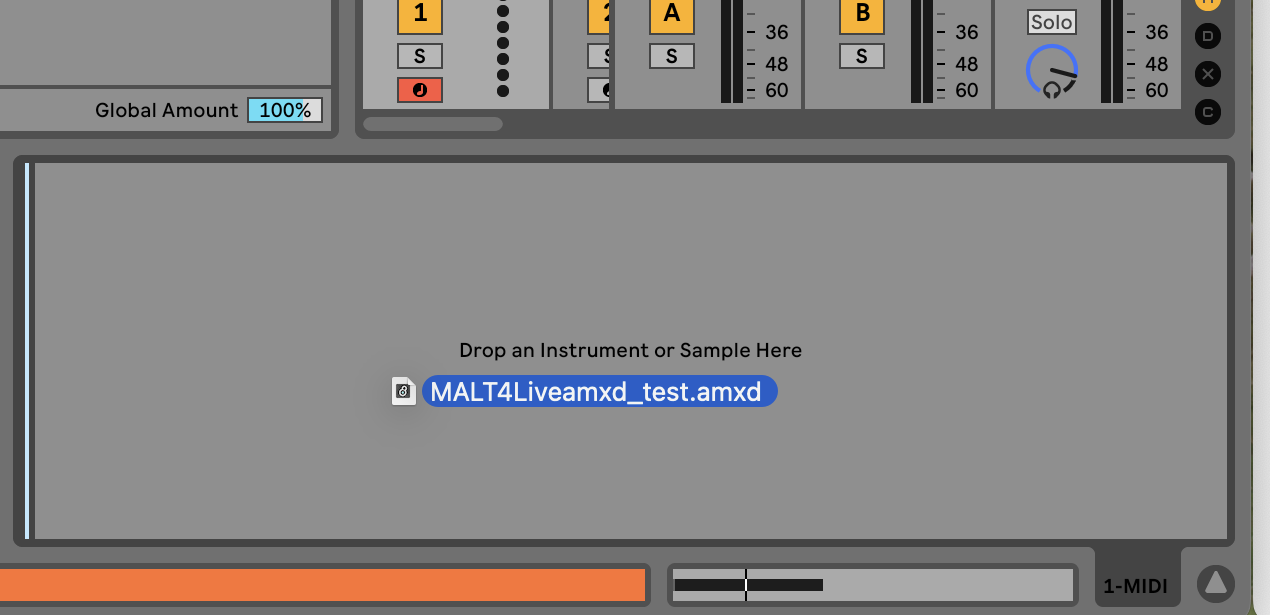 1
2
A
B
36
48
60
36
48
60
Solo
36
48
60
H
D
X
C
S
S
S
S
Global Amount 100%
Drop an Instrument or Sample Here
MALT4Liveamxd_test.amxd
1-MIDI